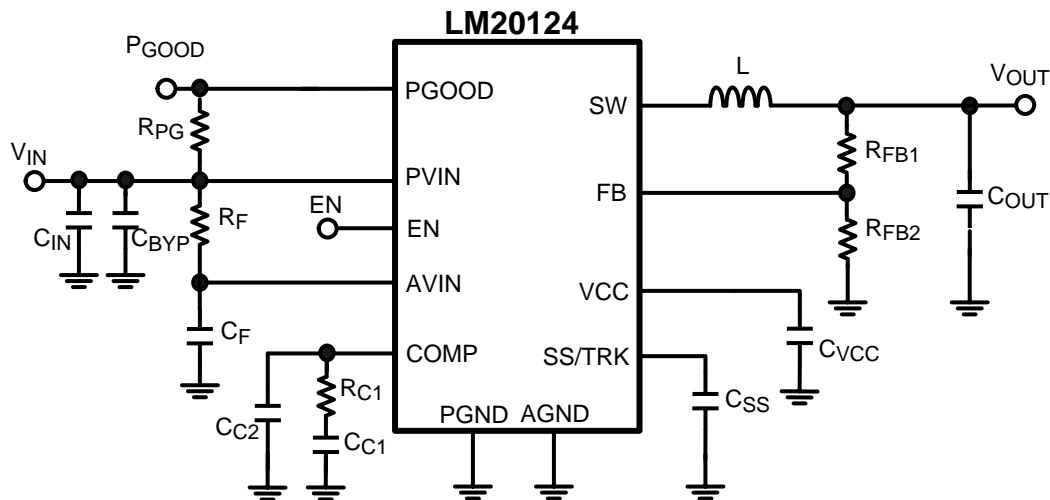 LM20124
PGOOD
L
VOUT
PGOOD
SW
RPG
RFB1
VIN
PVIN
FB
EN
RF
COUT
CIN
CBYP
EN
RFB2
AVIN
VCC
CF
COMP
SS/TRK
CVCC
RC1
CSS
PGND
AGND
CC2
CC1